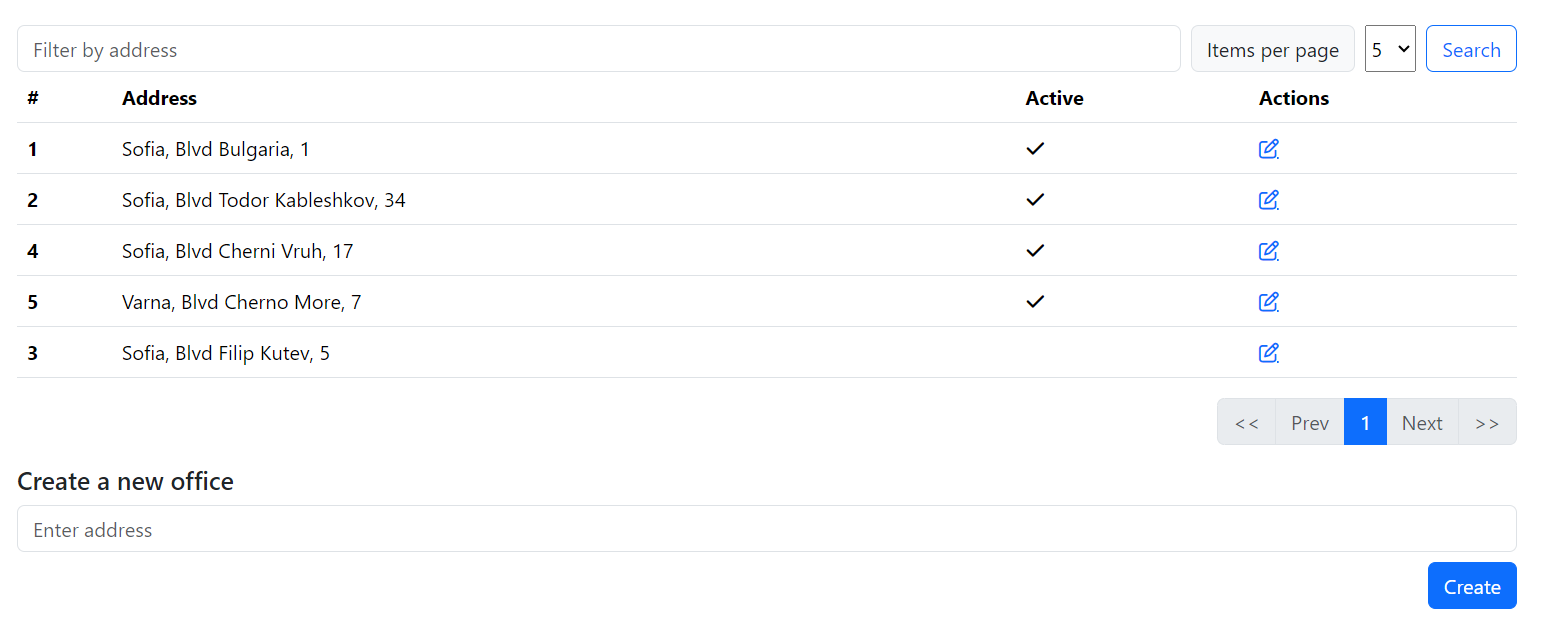 Filter by address Items per page 5 Search
# Address Active Actions
1 Sofia, Blvd Bulgaria, 1
2 Sofia, Blvd Todor Kableshkov, 34
4 Sofia, Blvd Cherni Vruh, 17
5 Varna, Blvd Cherno More, 7
3 Sofia, Blvd Filip Kutev, 5
<< Prev 1 Next >>
Create a new office
Enter address
Create